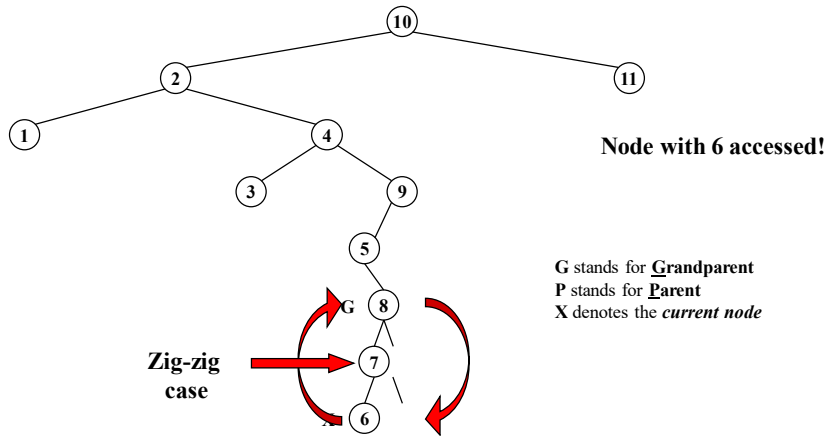 10
2
11
1
4
Node with 6 accessed!
3
9
5
G stands for Grandparent
P stands for Parent
X denotes the current node
G
8
Zig-zig
case
7
X
6